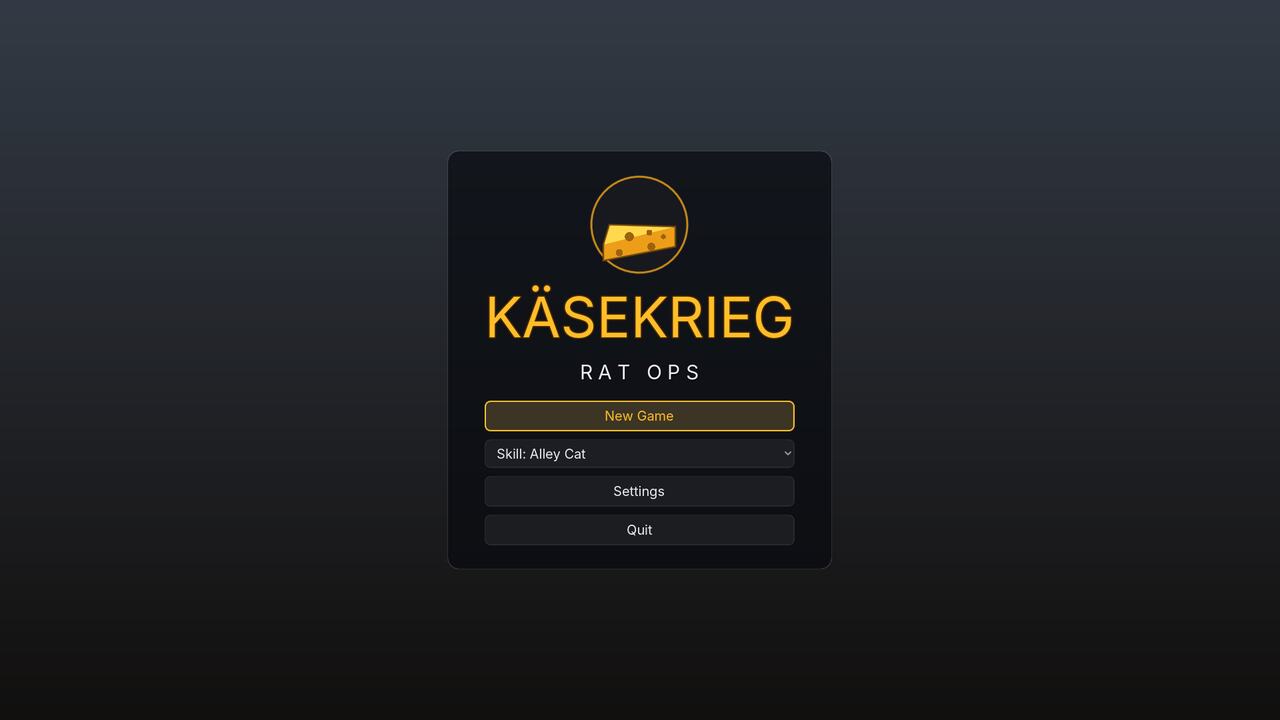 KÄSEKRIEG
RAT OPS
New Game
Skill: Alley Cat
Settings
Quit